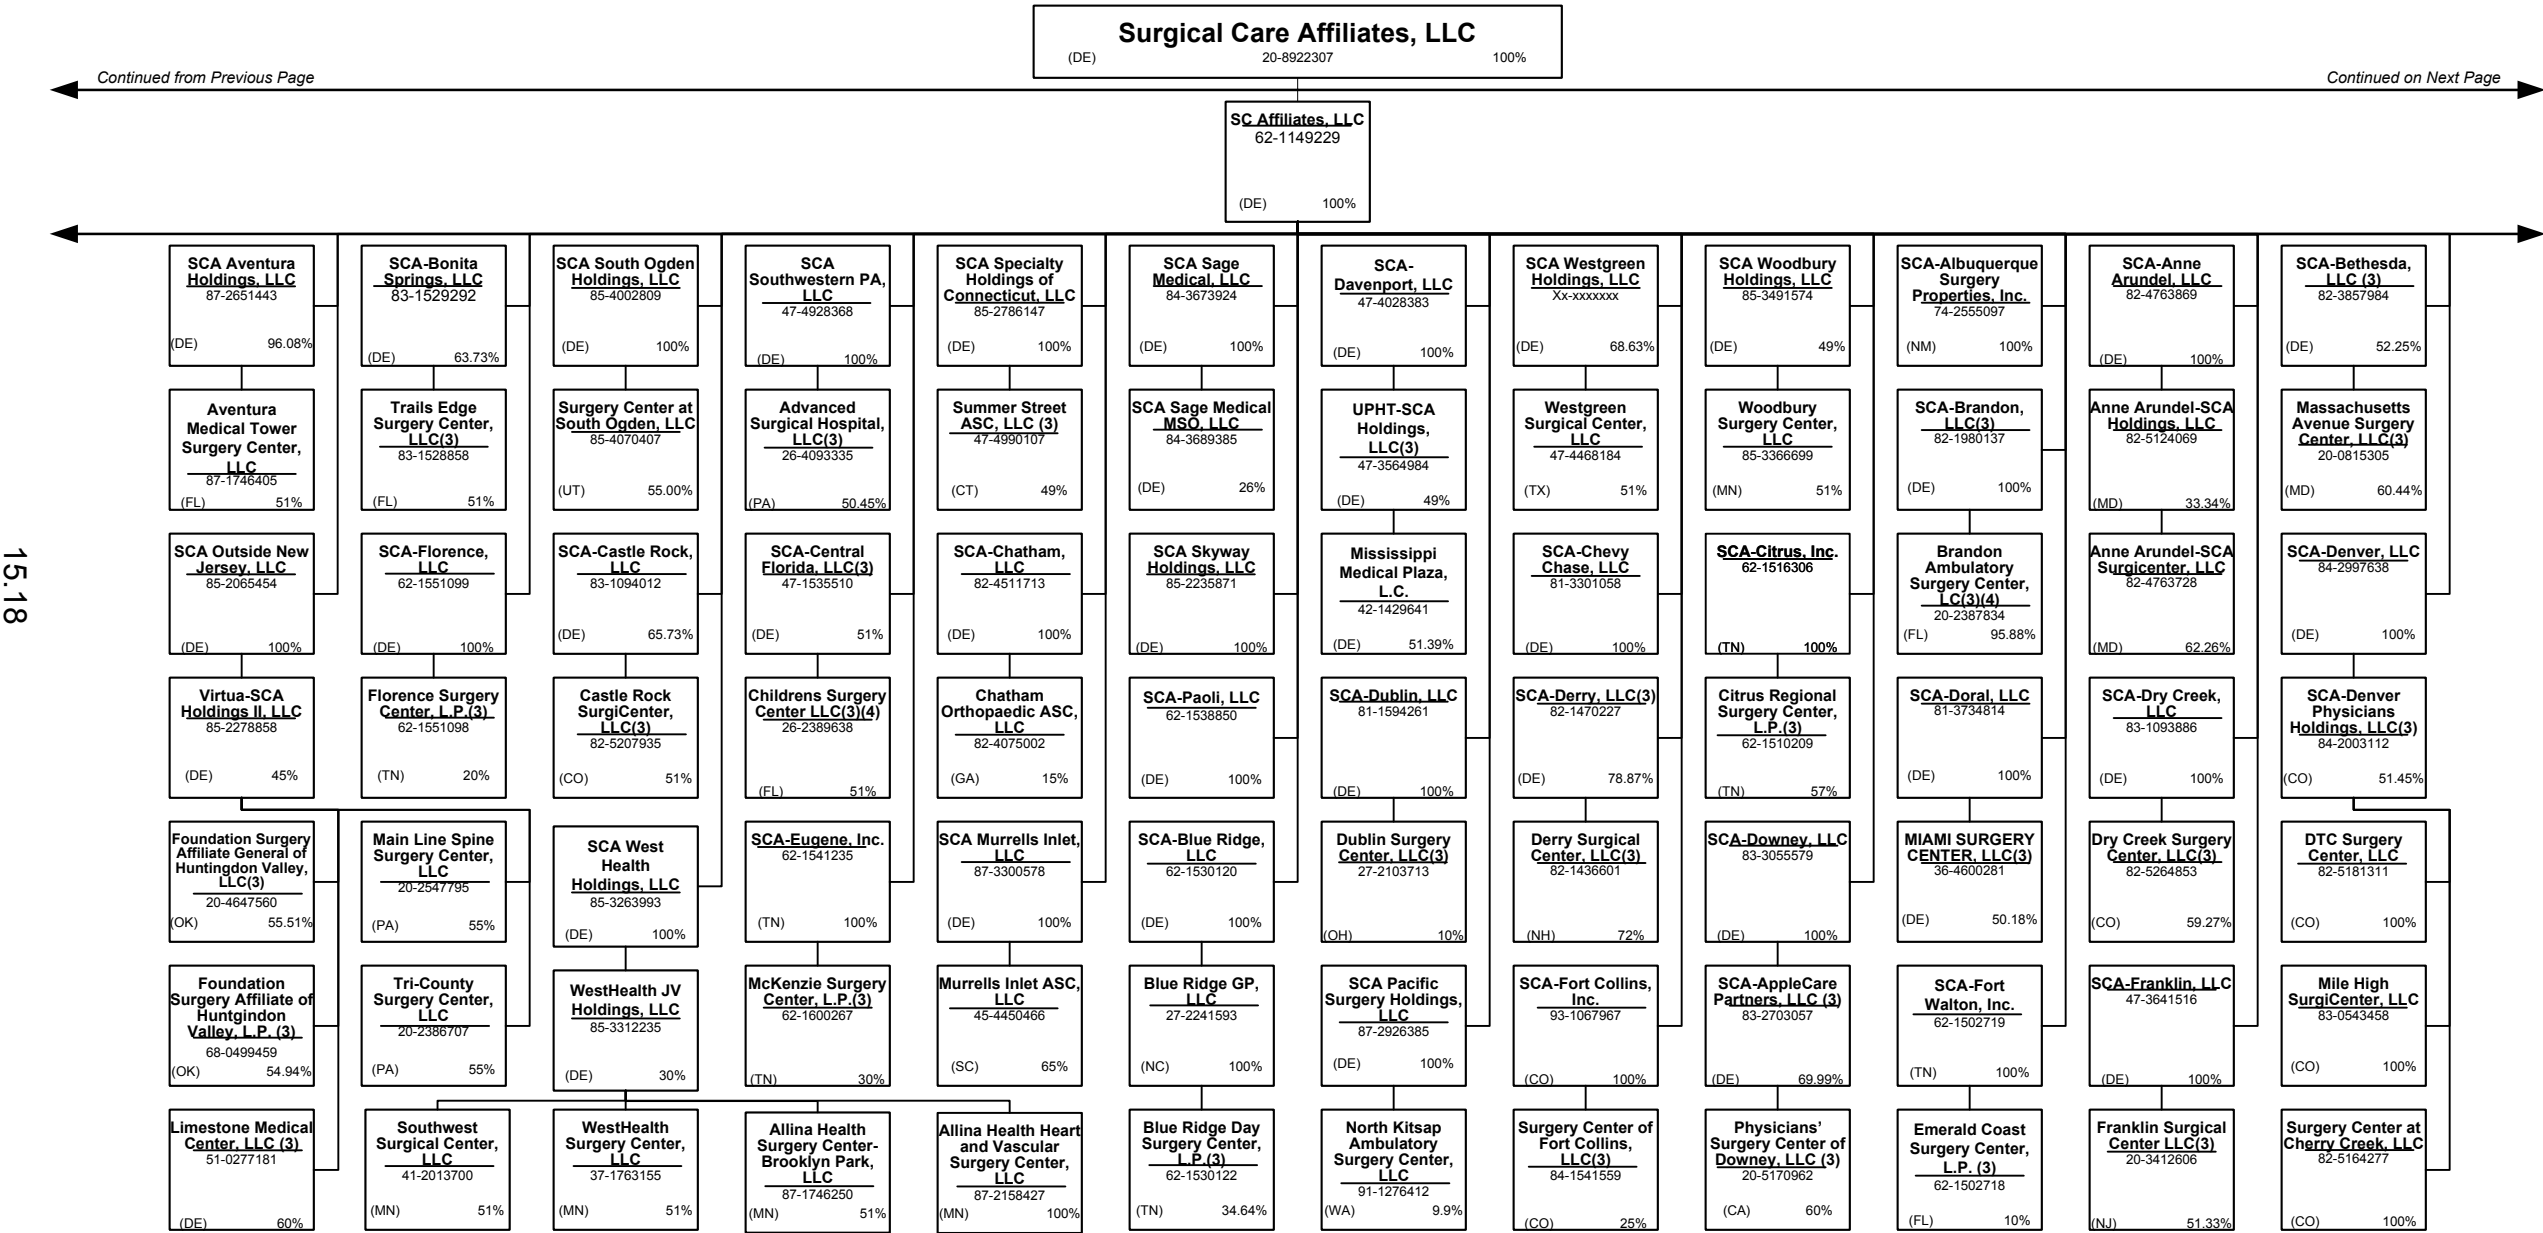 Surgical Care Affiliates, LLC
(DE) 20-8922307 100%
Continued from Previous Page
Continued on Next Page
SC Affiliates, LLC
62-1149229
(DE) 100%
15.18
SCA Aventura
Holdings, LLC
87-2651443
(DE) 96.08%
SCA-Bonita
Springs, LLC
83-1529292
(DE) 63.73%
SCA South Ogden
Holdings, LLC
85-4002809
(DE) 100%
SCA
Southwestern PA,
LLC
47-4928368
(DE) 100%
SCA Specialty
Holdings of
Connecticut, LLC
85-2786147
(DE) 100%
SCA Sage
Medical, LLC
84-3673924
(DE) 100%
SCA-
Davenport, LLC
47-4028383
(DE) 100%
SCA Westgreen
Holdings, LLC
Xx-xxxxxxx
(DE) 68.63%
SCA Woodbury
Holdings, LLC
85-3491574
(DE) 49%
SCA-Albuquerque
Surgery
Properties, Inc.
74-2555097
(NM) 100%
SCA-Anne
Arundel, LLC
82-4763869
(DE) 100%
SCA-Bethesda,
LLC (3)
82-3857984
(DE) 52.25%
Aventura
Medical Tower
Surgery Center,
LLC
87-1746405
(FL) 51%
Trails Edge
Surgery Center,
LLC(3)
83-1528858
(FL) 51%
Surgery Center at
South Ogden, LLC
85-4070407
(UT) 55.00%
Advanced
Surgical Hospital,
LLC(3)
26-4093335
(PA) 50.45%
Summer Street
ASC, LLC (3)
47-4990107
(CT) 49%
SCA Sage Medical
MSO, LLC
84-3689385
(DE) 26%
UPHT-SCA
Holdings,
LLC(3)
47-3564984
(DE) 49%
Westgreen
Surgical Center,
LLC
47-4468184
(TX) 51%
Woodbury
Surgery Center,
LLC
85-3366699
(MN) 51%
SCA-Brandon,
LLC(3)
82-1980137
(DE) 100%
Anne Arundel-SCA
Holdings, LLC
82-5124069
(MD) 33.34%
Massachusetts
Avenue Surgery
Center, LLC(3)
20-0815305
(MD) 60.44%
SCA Outside New
Jersey, LLC
85-2065454
(DE) 100%
SCA-Florence,
LLC
62-1551099
(DE) 100%
SCA-Castle Rock,
LLC
83-1094012
(DE) 65.73%
SCA-Central
Florida, LLC(3)
47-1535510
(DE) 51%
SCA-Chatham,
LLC
82-4511713
(DE) 100%
SCA Skyway
Holdings, LLC
85-2235871
(DE) 100%
Mississippi
Medical Plaza,
L.C.
42-1429641
(DE) 51.39%
SCA-Chevy
Chase, LLC
81-3301058
(DE) 100%
SCA-Citrus, Inc.
62-1516306
(TN) 100%
Brandon
Ambulatory
Surgery Center,
LC(3)(4)
20-2387834
(FL) 95.88%
Anne Arundel-SCA
Surgicenter, LLC
82-4763728
(MD) 62.26%
SCA-Denver, LLC
84-2997638
(DE) 100%
Virtua-SCA
Holdings II, LLC
85-2278858
(DE) 45%
Florence Surgery
Center, L.P.(3)
62-1551098
(TN) 20%
Castle Rock
SurgiCenter,
LLC(3)
82-5207935
(CO) 51%
Childrens Surgery
Center LLC(3)(4)
26-2389638
(FL) 51%
Chatham
Orthopaedic ASC,
LLC
82-4075002
(GA) 15%
SCA-Paoli, LLC
62-1538850
(DE) 100%
SCA-Dublin, LLC
81-1594261
(DE) 100%
SCA-Derry, LLC(3)
82-1470227
(DE) 78.87%
Citrus Regional
Surgery Center,
L.P.(3)
62-1510209
(TN) 57%
SCA-Doral, LLC
81-3734814
(DE) 100%
SCA-Dry Creek,
LLC
83-1093886
(DE) 100%
SCA-Denver
Physicians
Holdings, LLC(3)
84-2003112
(CO) 51.45%
Foundation Surgery
Affiliate General of
Huntingdon Valley,
LLC(3)
20-4647560
(OK) 55.51%
Main Line Spine
Surgery Center,
LLC
20-2547795
(PA) 55%
SCA West
Health
Holdings, LLC
85-3263993
(DE) 100%
SCA-Eugene, Inc.
62-1541235
(TN) 100%
SCA Murrells Inlet,
LLC
87-3300578
(DE) 100%
SCA-Blue Ridge,
LLC
62-1530120
(DE) 100%
Dublin Surgery
Center, LLC(3)
27-2103713
(OH) 10%
Derry Surgical
Center, LLC(3)
82-1436601
(NH) 72%
SCA-Downey, LLC
83-3055579
(DE) 100%
MIAMI SURGERY
CENTER, LLC(3)
36-4600281
(DE) 50.18%
Dry Creek Surgery
Center, LLC(3)
82-5264853
(CO) 59.27%
DTC Surgery
Center, LLC
82-5181311
(CO) 100%
Foundation
Surgery Affiliate of
Huntgindon
Valley, L.P. (3)
68-0499459
(OK) 54.94%
Tri-County
Surgery Center,
LLC
20-2386707
(PA) 55%
WestHealth JV
Holdings, LLC
85-3312235
(DE) 30%
McKenzie Surgery
Center, L.P.(3)
62-1600267
(TN) 30%
Murrells Inlet ASC,
LLC
45-4450466
(SC) 65%
Blue Ridge GP,
LLC
27-2241593
(NC) 100%
SCA Pacific
Surgery Holdings,
LLC
87-2926385
(DE) 100%
SCA-Fort Collins,
Inc.
93-1067967
(CO) 100%
SCA-AppleCare
Partners, LLC (3)
83-2703057
(DE) 69.99%
SCA-Fort
Walton, Inc.
62-1502719
(TN) 100%
SCA-Franklin, LLC
47-3641516
(DE) 100%
Mile High
SurgiCenter, LLC
83-0543458
(CO) 100%
Limestone Medical
Center, LLC (3)
51-0277181
(DE) 60%
Southwest
Surgical Center,
LLC
41-2013700
(MN) 51%
WestHealth
Surgery Center,
LLC
37-1763155
(MN) 51%
Allina Health
Surgery Center-
Brooklyn Park,
LLC
87-1746250
(MN) 51%
Allina Health Heart
and Vascular
Surgery Center,
LLC
87-2158427
(MN) 100%
Blue Ridge Day
Surgery Center,
L.P.(3)
62-1530122
(TN) 34.64%
North Kitsap
Ambulatory
Surgery Center,
LLC
91-1276412
(WA) 9.9%
Surgery Center of
Fort Collins,
LLC(3)
84-1541559
(CO) 25%
Physicians’
Surgery Center of
Downey, LLC (3)
20-5170962
(CA) 60%
Emerald Coast
Surgery Center,
L.P. (3)
62-1502718
(FL) 10%
Franklin Surgical
Center LLC(3)
20-3412606
(NJ) 51.33%
Surgery Center at
Cherry Creek, LLC
82-5164277
(CO) 100%